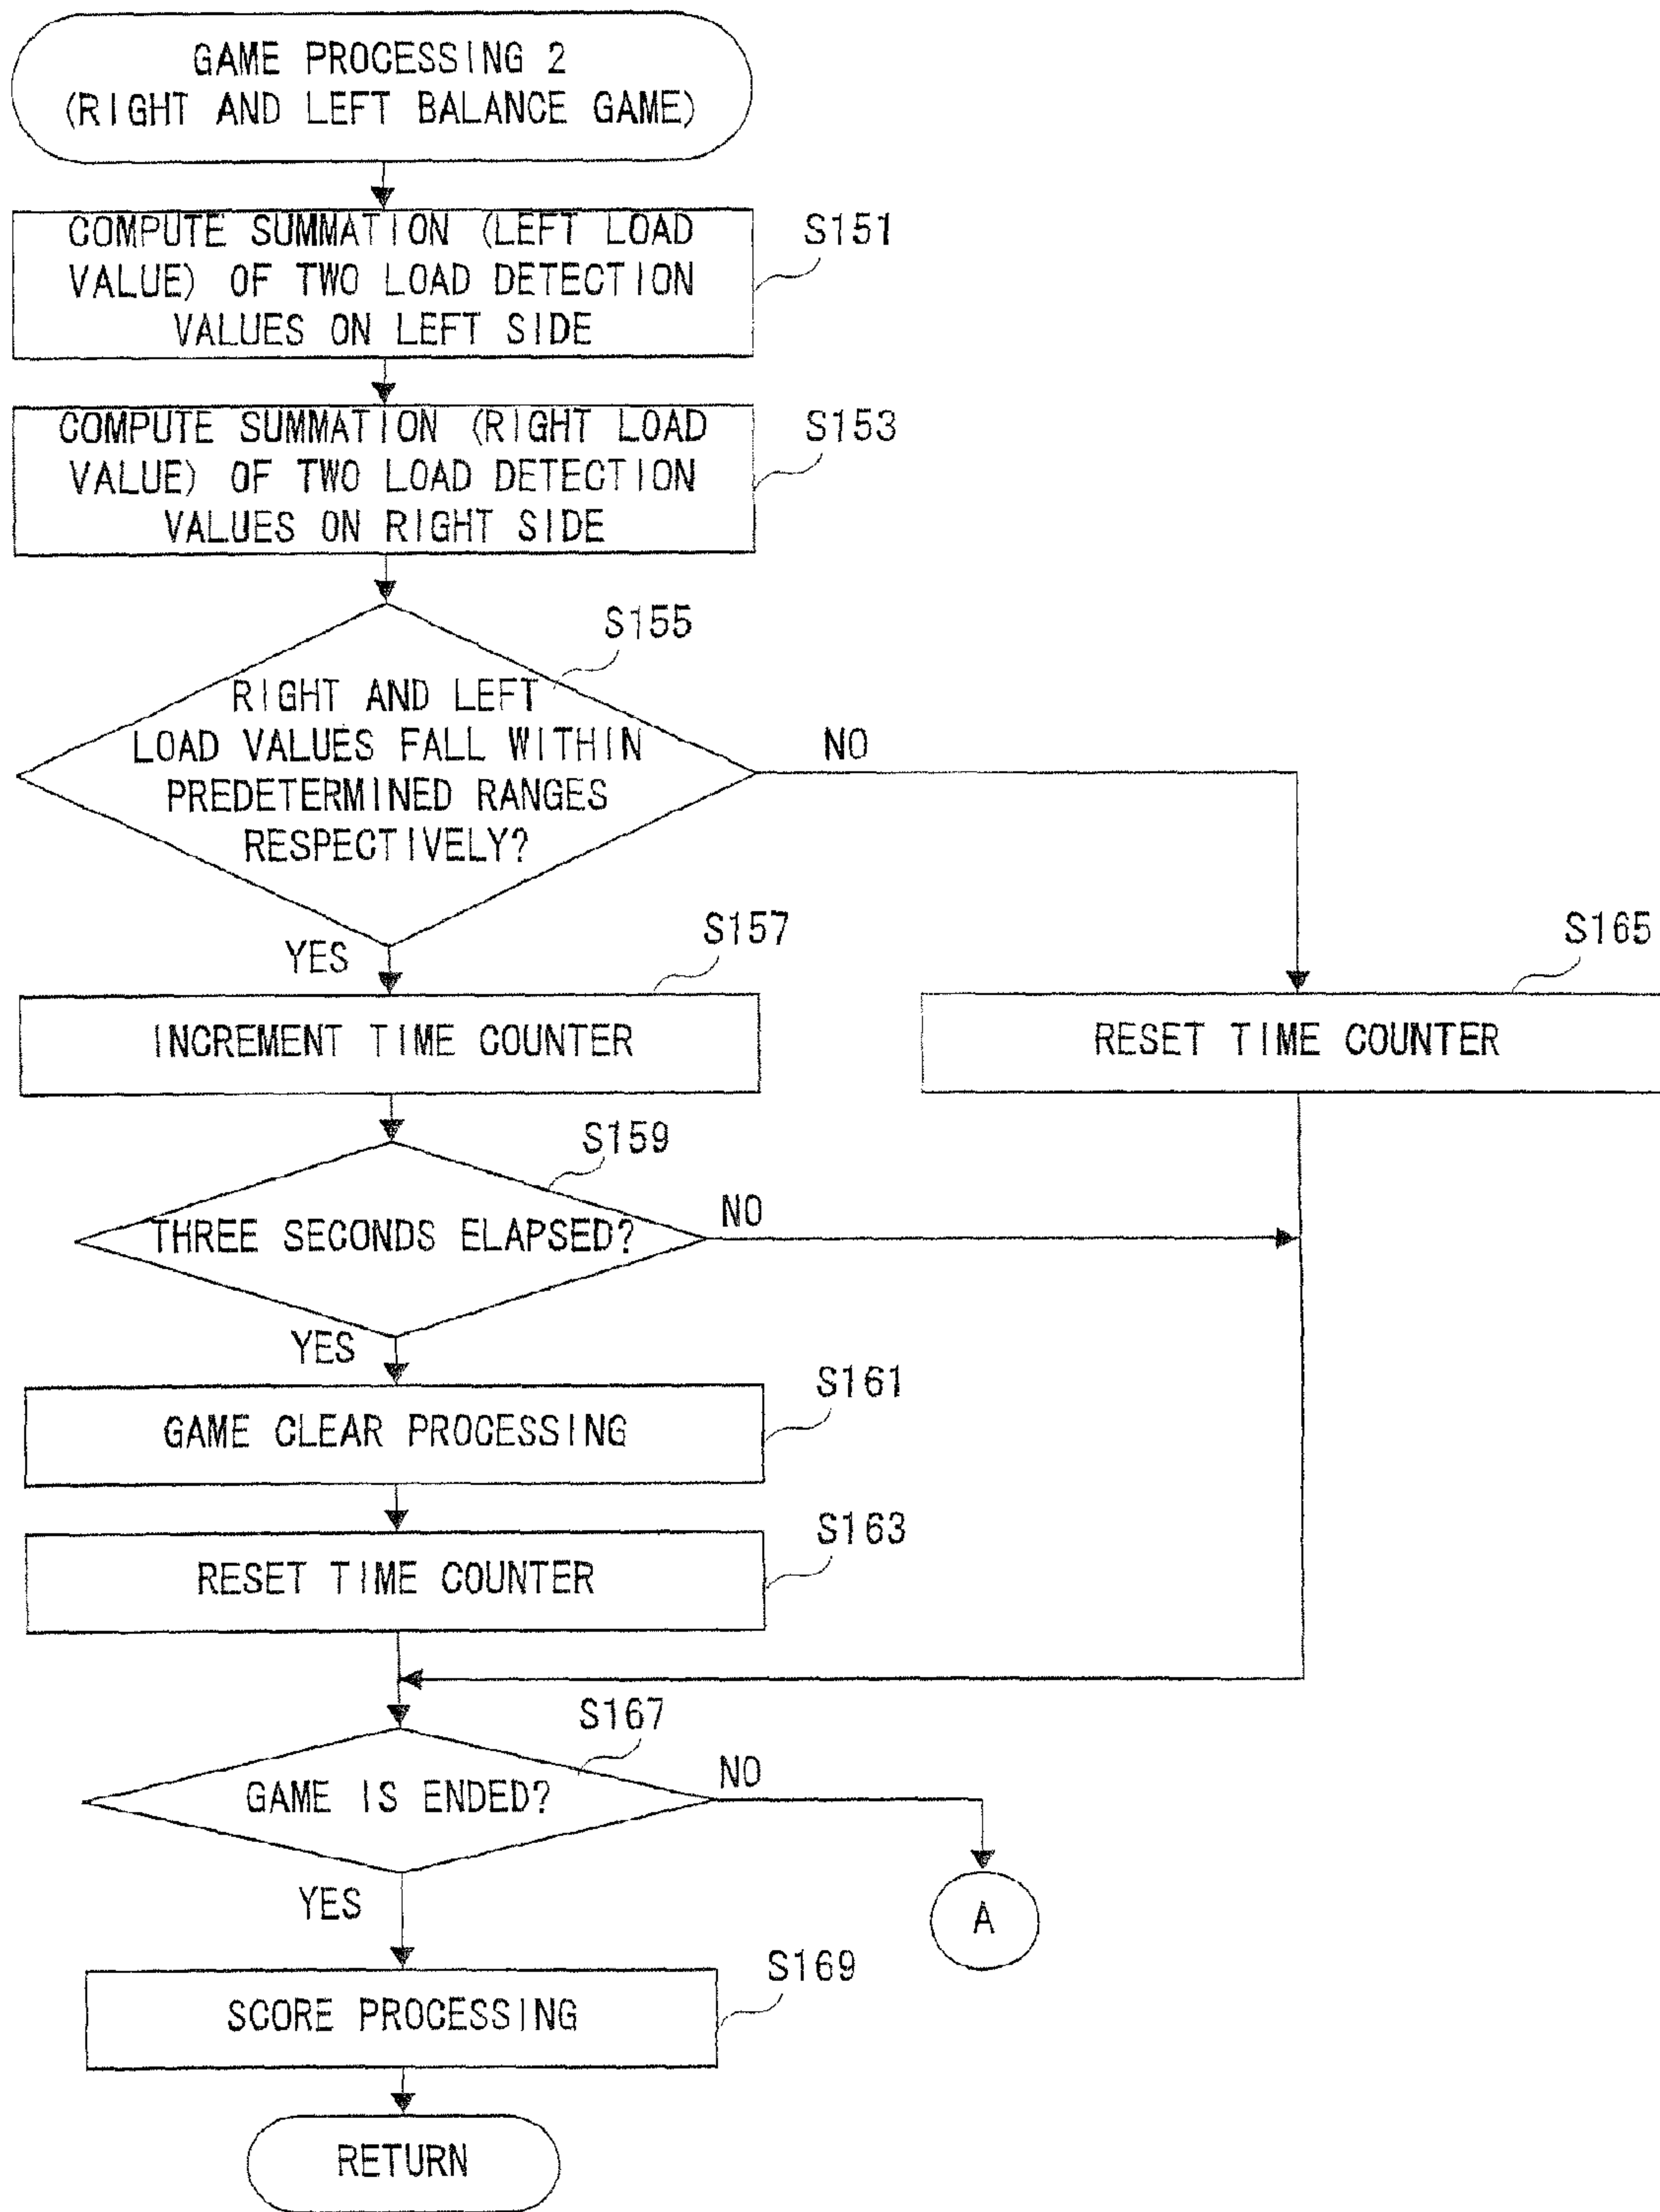 GAME PROCESSING 2
(RIGHT AND LEFT BALANCE GAME)
COMPUTE SUMMATION (LEFT LOAD
VALUE) OF TWO LOAD DETECTION
VALUES ON LEFT SIDE
S151
COMPUTE SUMMATION (RIGHT LOAD
VALUE) OF TWO LOAD DETECTION
VALUES ON RIGHT SIDE
S153
S155
RIGHT AND LEFT
LOAD VALUES FALL WITHIN
PREDETERMINED RANGES
RESPECTIVELY?
NO
YES
S157
S165
INCREMENT TIME COUNTER
RESET TIME COUNTER
S159
THREE SECONDS ELAPSED?
NO
YES
S161
GAME CLEAR PROCESSING
S163
RESET TIME COUNTER
S167
GAME IS ENDED?
NO
YES
A
S169
SCORE PROCESSING
RETURN